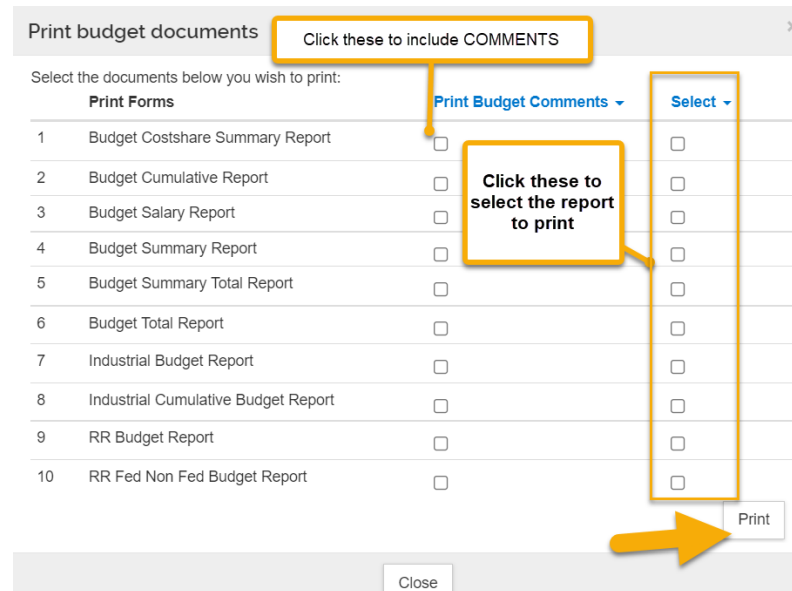 Print budget documents
Click these to include COMMENTS
Select the documents below you wish to print:
Print Forms Print Budget Comments Select
1 Budget Costshare Summary Report
2 Budget Cumulative Report
3 Budget Salary Report
4 Budget Summary Report
5 Budget Summary Total Report
6 Budget Total Report
7 Industrial Budget Report
8 Industrial Cumulative Budget Report
9 RR Budget Report
10 RR Fed Non Fed Budget Report
Click these to
select the report
to print
Print
Close